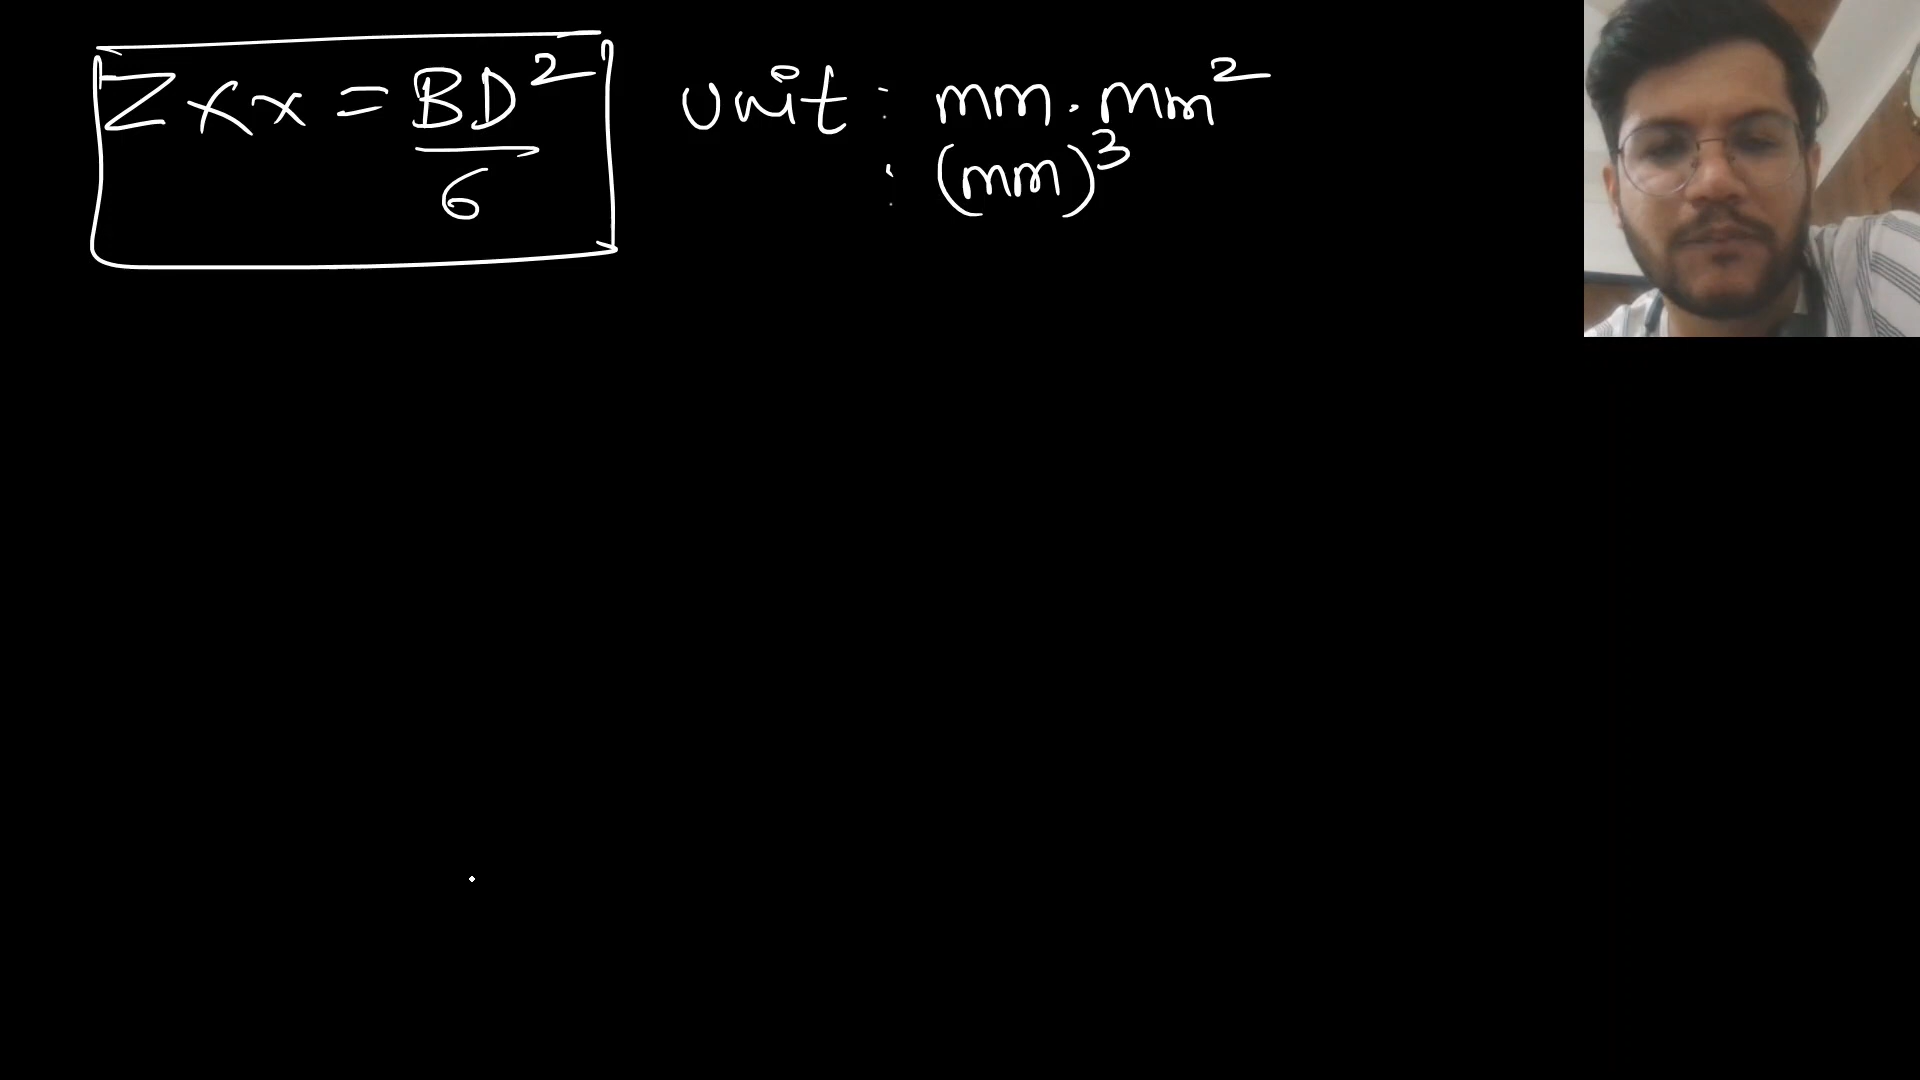 Zxx = BD²/6
Unit : mm . mm²
: (mm)³